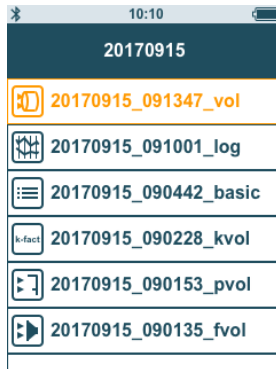 10:10
20170915
20170915_091347_vol
20170915_091001_log
20170915_090442_basic
k-fact 20170915_090228_kvol
20170915_090153_pvol
20170915_090135_fvol